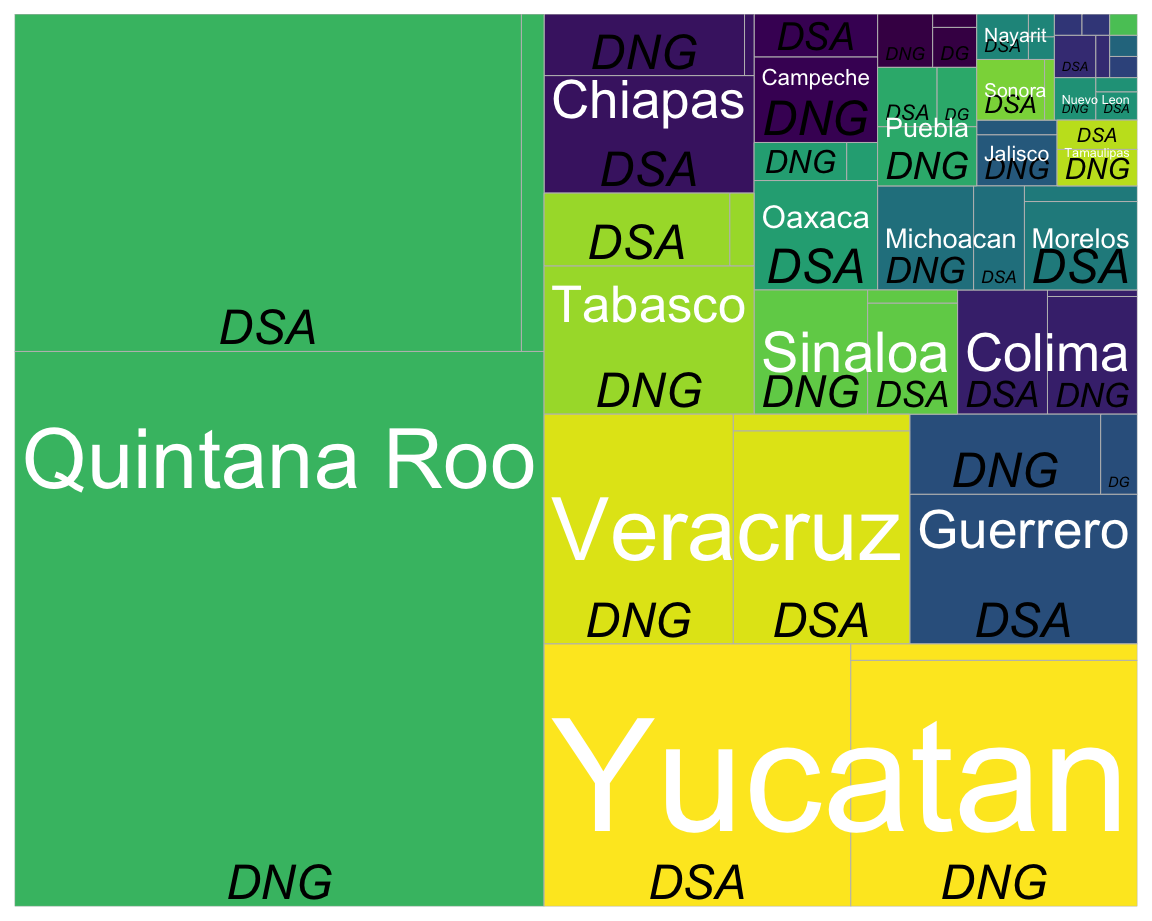 DSA
Quintana Roo
DNG
DNG
Chiapas
DSA
DSA
Tabasco
DNG
DSA
Campeche
DNG
DNG
Oaxaca
DSA
DNG
DG
DSA
DG
Puebla
DNG
Nayarit
DSA
Sonora
DSA
Jalisco
DNG
DSA
Nuevo Leon
DNG
DSA
DSA
Tamaulipas
DNG
Michoacan
DNG
DSA
Morelos
DSA
Sinaloa
DNG
DSA
Colima
DSA
DNG
Veracruz
DNG
DSA
DNG
DG
Guerrero
DSA
Yucatan
DSA
DNG